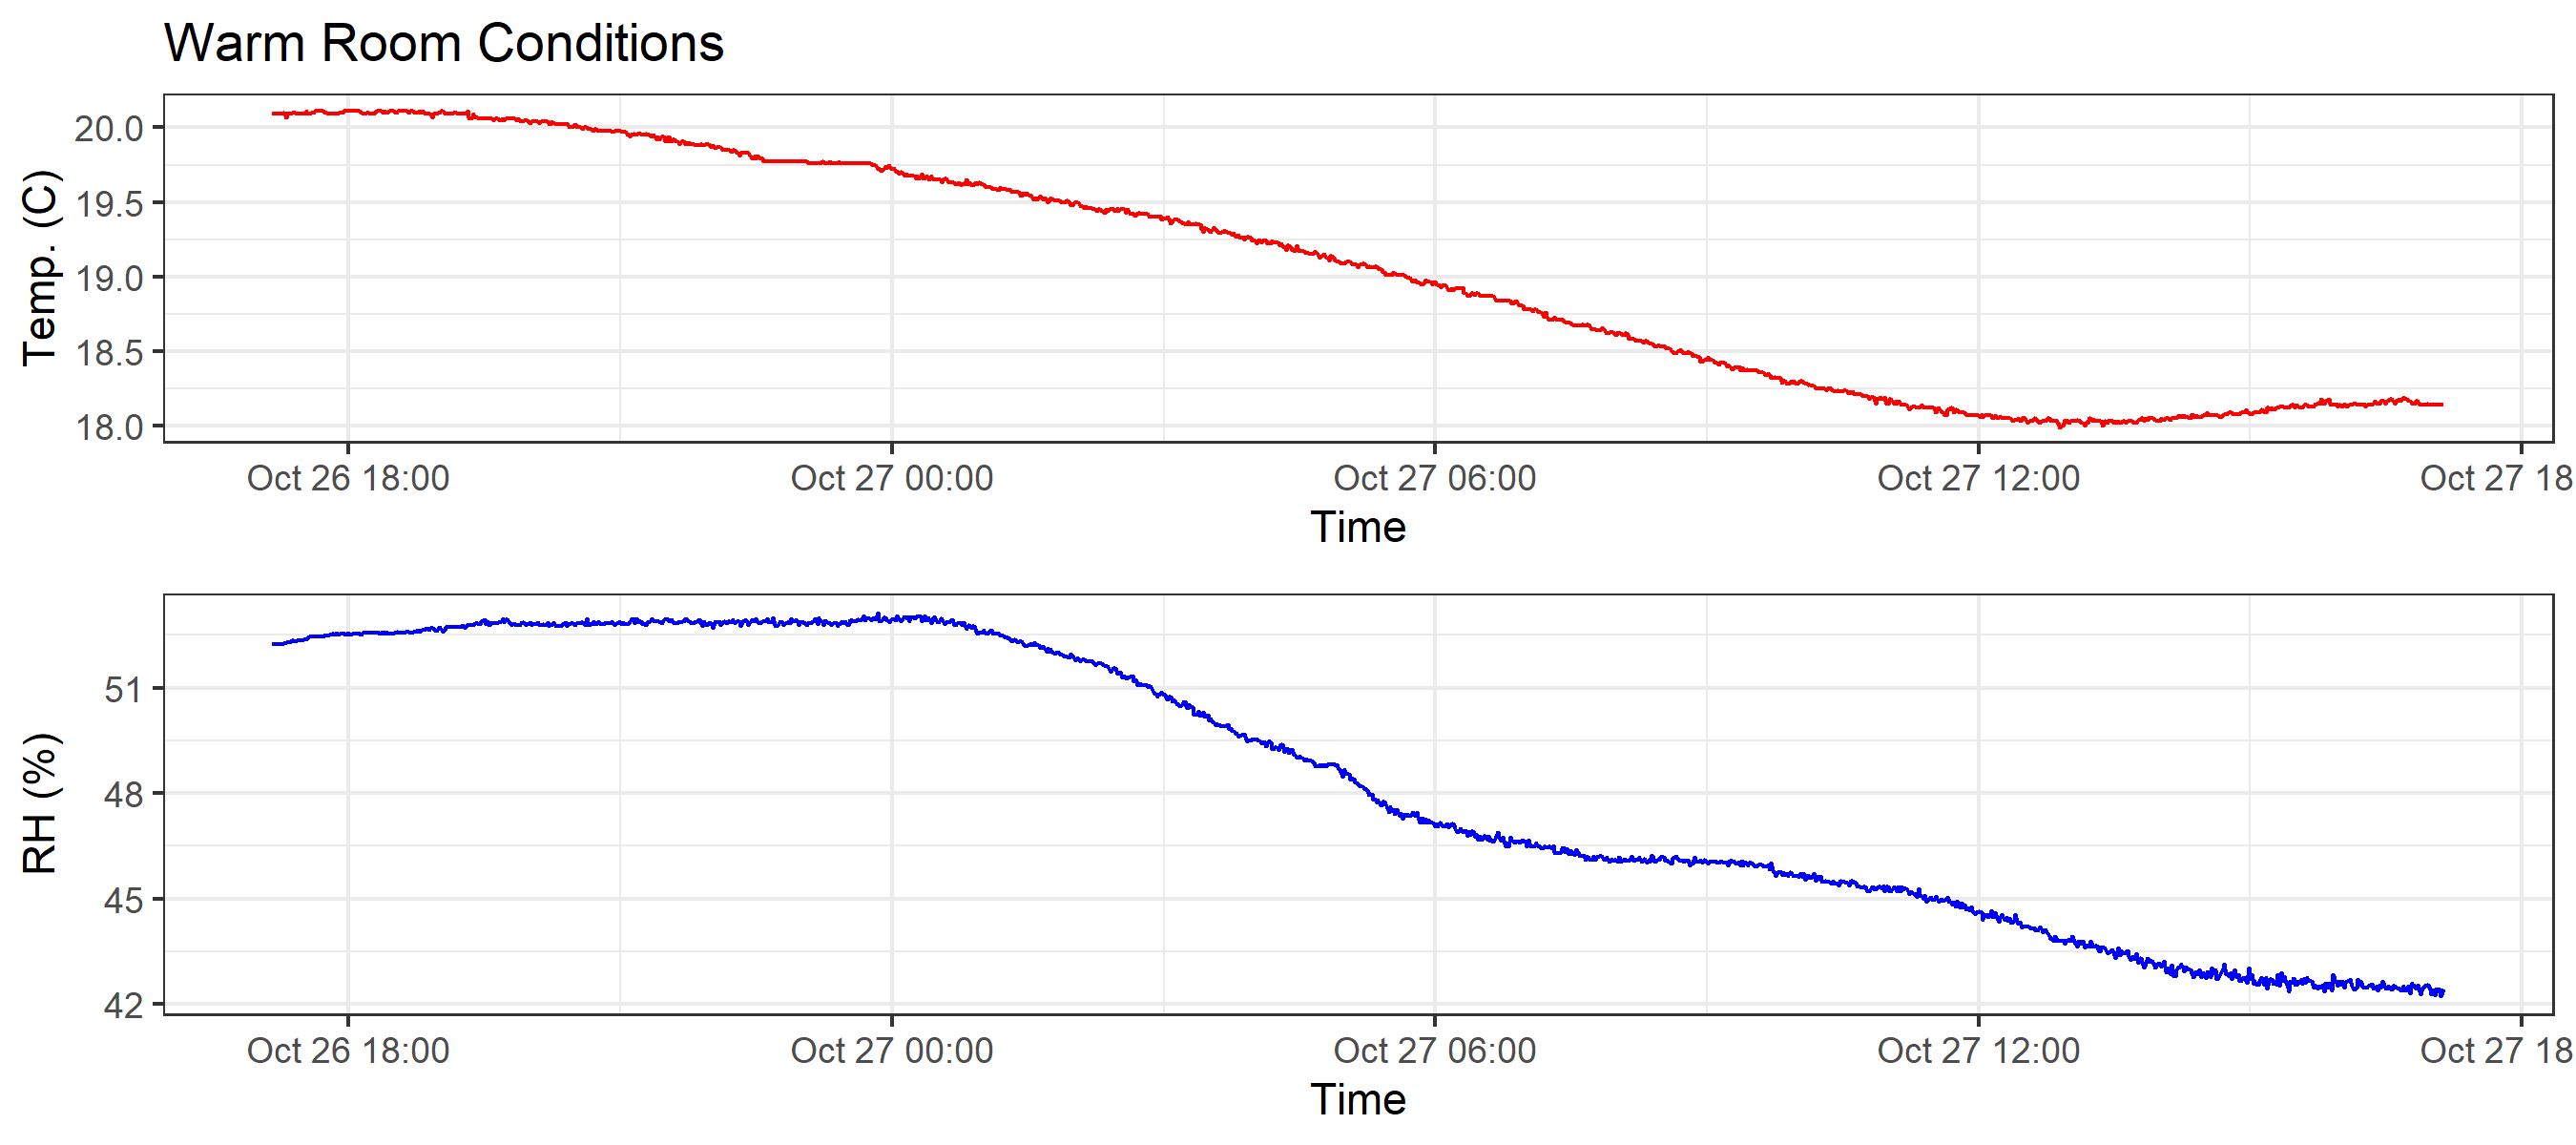 Warm Room Conditions
Temp. (C)
20.0
19.5
19.0
18.5
18.0
Oct 26 18:00 Oct 27 00:00 Oct 27 06:00 Oct 27 12:00 Oct 27 18
Time
RH (%)
51
48
45
42
Oct 26 18:00 Oct 27 00:00 Oct 27 06:00 Oct 27 12:00 Oct 27 18
Time